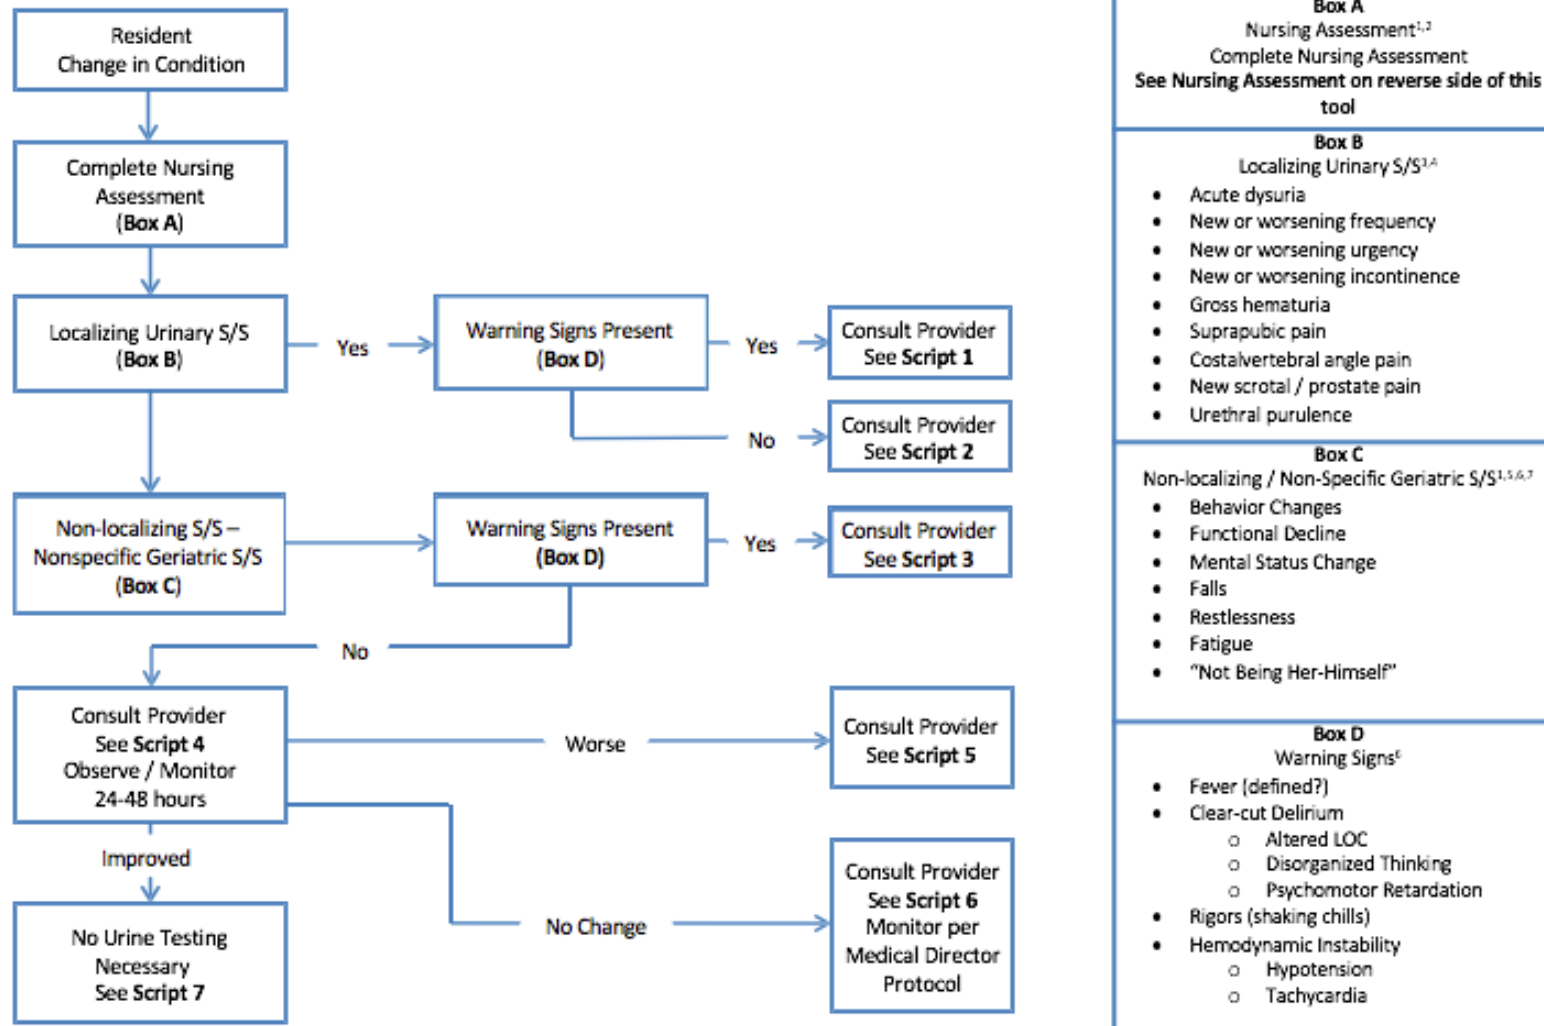 Resident
Change in Condition
Complete Nursing
Assessment
(Box A)
Localizing Urinary S/S
(Box B)
Yes
Warning Signs Present
(Box D)
Yes
Consult Provider
See Script 1
No
Consult Provider
See Script 2
Non-localizing S/S –
Nonspecific Geriatric S/S
(Box C)
Warning Signs Present
(Box D)
Yes
Consult Provider
See Script 3
No
Consult Provider
See Script 4
Observe / Monitor
24-48 hours
Worse
Consult Provider
See Script 5
Improved
No Change
Consult Provider
See Script 6
Monitor per
Medical Director
Protocol
No Urine Testing
Necessary
See Script 7
Box A
Nursing Assessment¹,²
Complete Nursing Assessment
See Nursing Assessment on reverse side of this
tool
Box B
Localizing Urinary S/S³,⁴
• Acute dysuria
• New or worsening frequency
• New or worsening urgency
• New or worsening incontinence
• Gross hematuria
• Suprapubic pain
• Costalvertebral angle pain
• New scrotal / prostate pain
• Urethral purulence
Box C
Non-localizing / Non-Specific Geriatric S/S¹,⁵,⁶,⁷
• Behavior Changes
• Functional Decline
• Mental Status Change
• Falls
• Restlessness
• Fatigue
• “Not Being Her-Himself”
Box D
Warning Signs⁶
• Fever (defined?)
• Clear-cut Delirium
o Altered LOC
o Disorganized Thinking
o Psychomotor Retardation
• Rigors (shaking chills)
• Hemodynamic Instability
o Hypotension
o Tachycardia